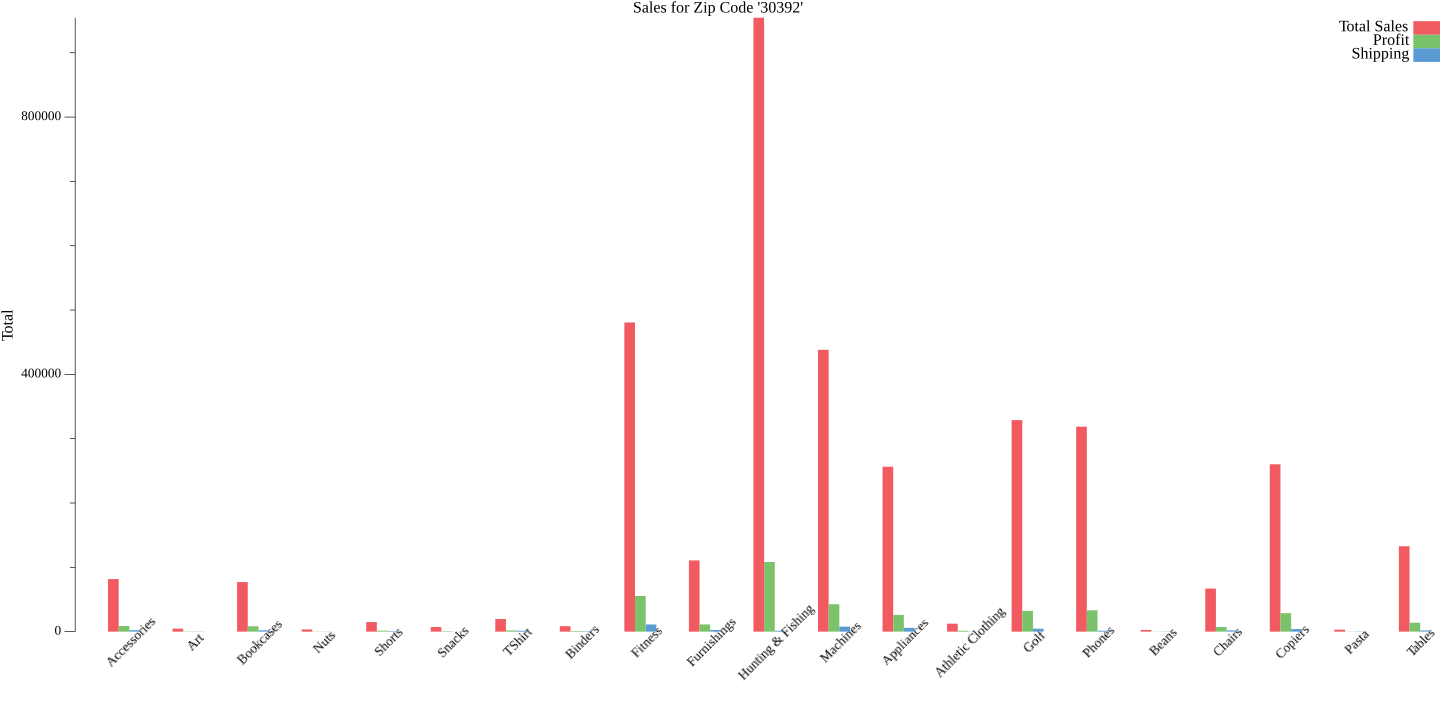 Sales for Zip Code '30392'
Total Sales
Profit
Shipping
800000
400000
0
Total
Accessories
Art
Bookcases
Nuts
Shorts
Snacks
TShirt
Binders
Fitness
Furnishings
Hunting & Fishing
Machines
Appliances
Athletic Clothing
Golf
Phones
Beans
Chairs
Copiers
Pasta
Tables